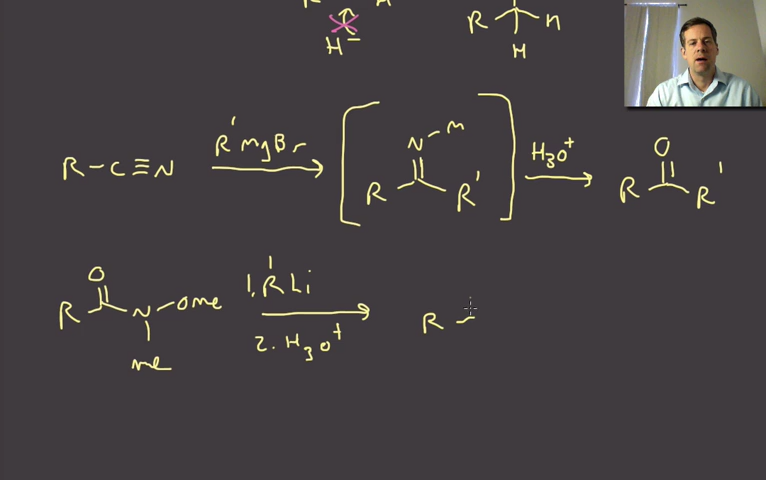 R n
H⁻ H
R-C≡N R'MgBr N-M R R' H₃O⁺ O R R'
O R N-OMe Me 1. R'Li 2. H₃O⁺ R